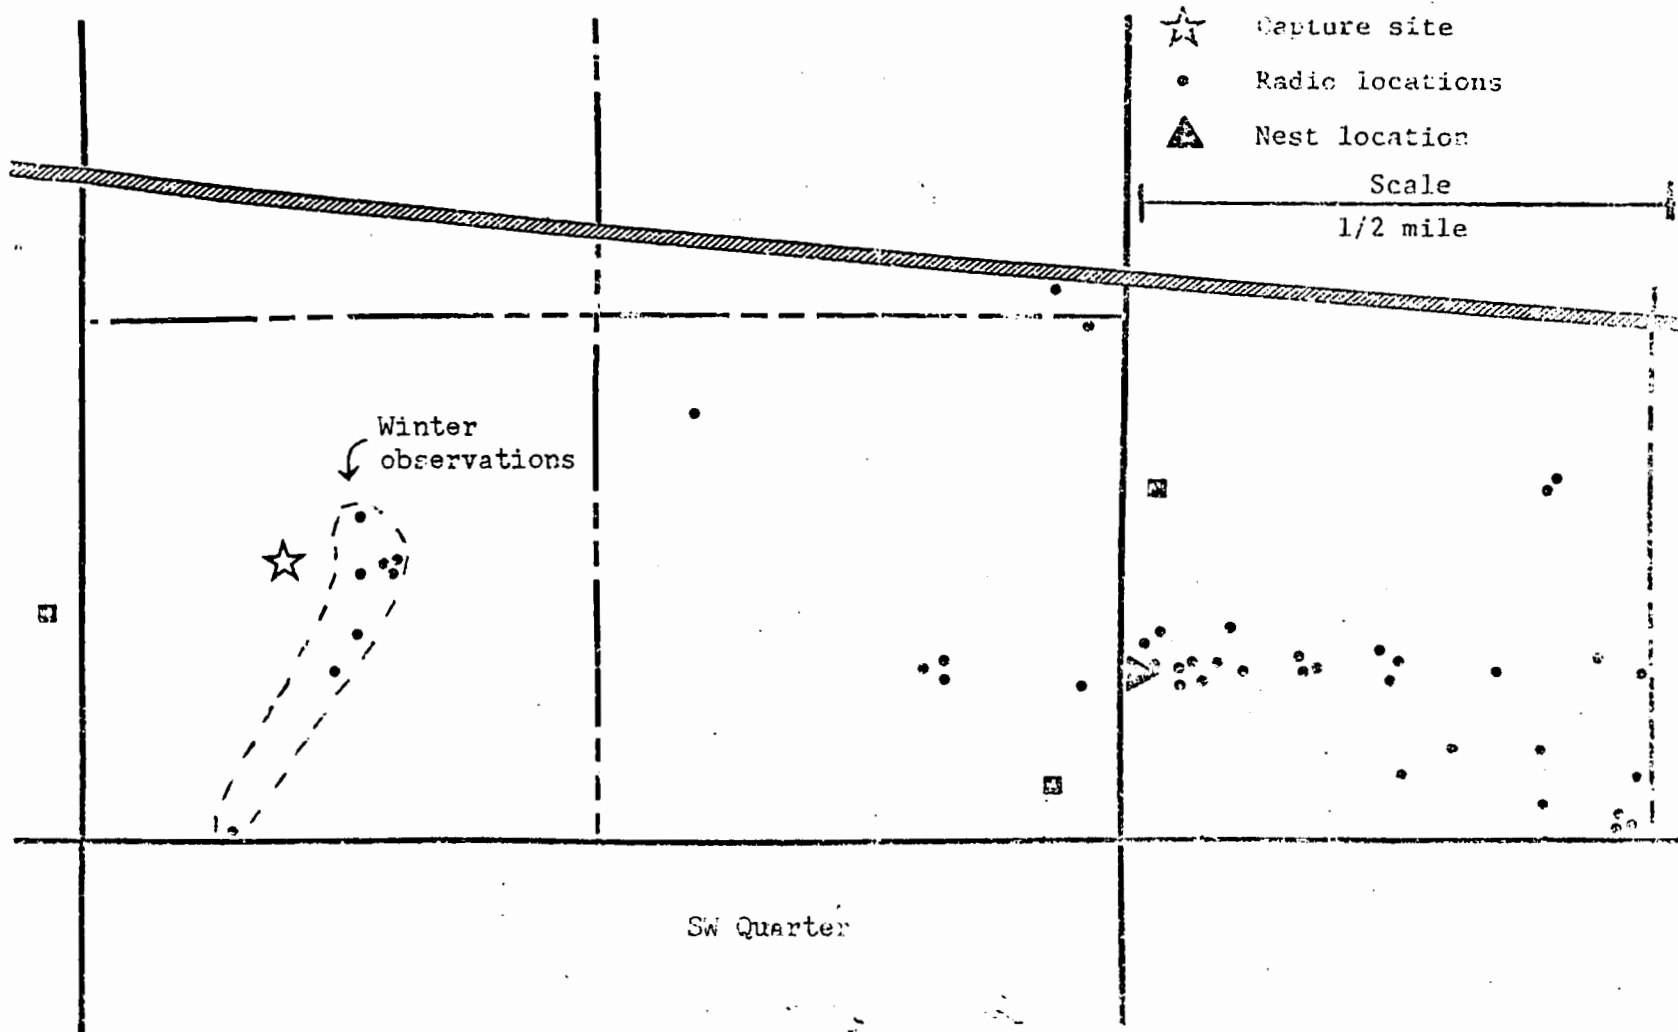 Capture site
Radio locations
Nest location
Scale
1/2 mile
Winter
observations
SW Quarter